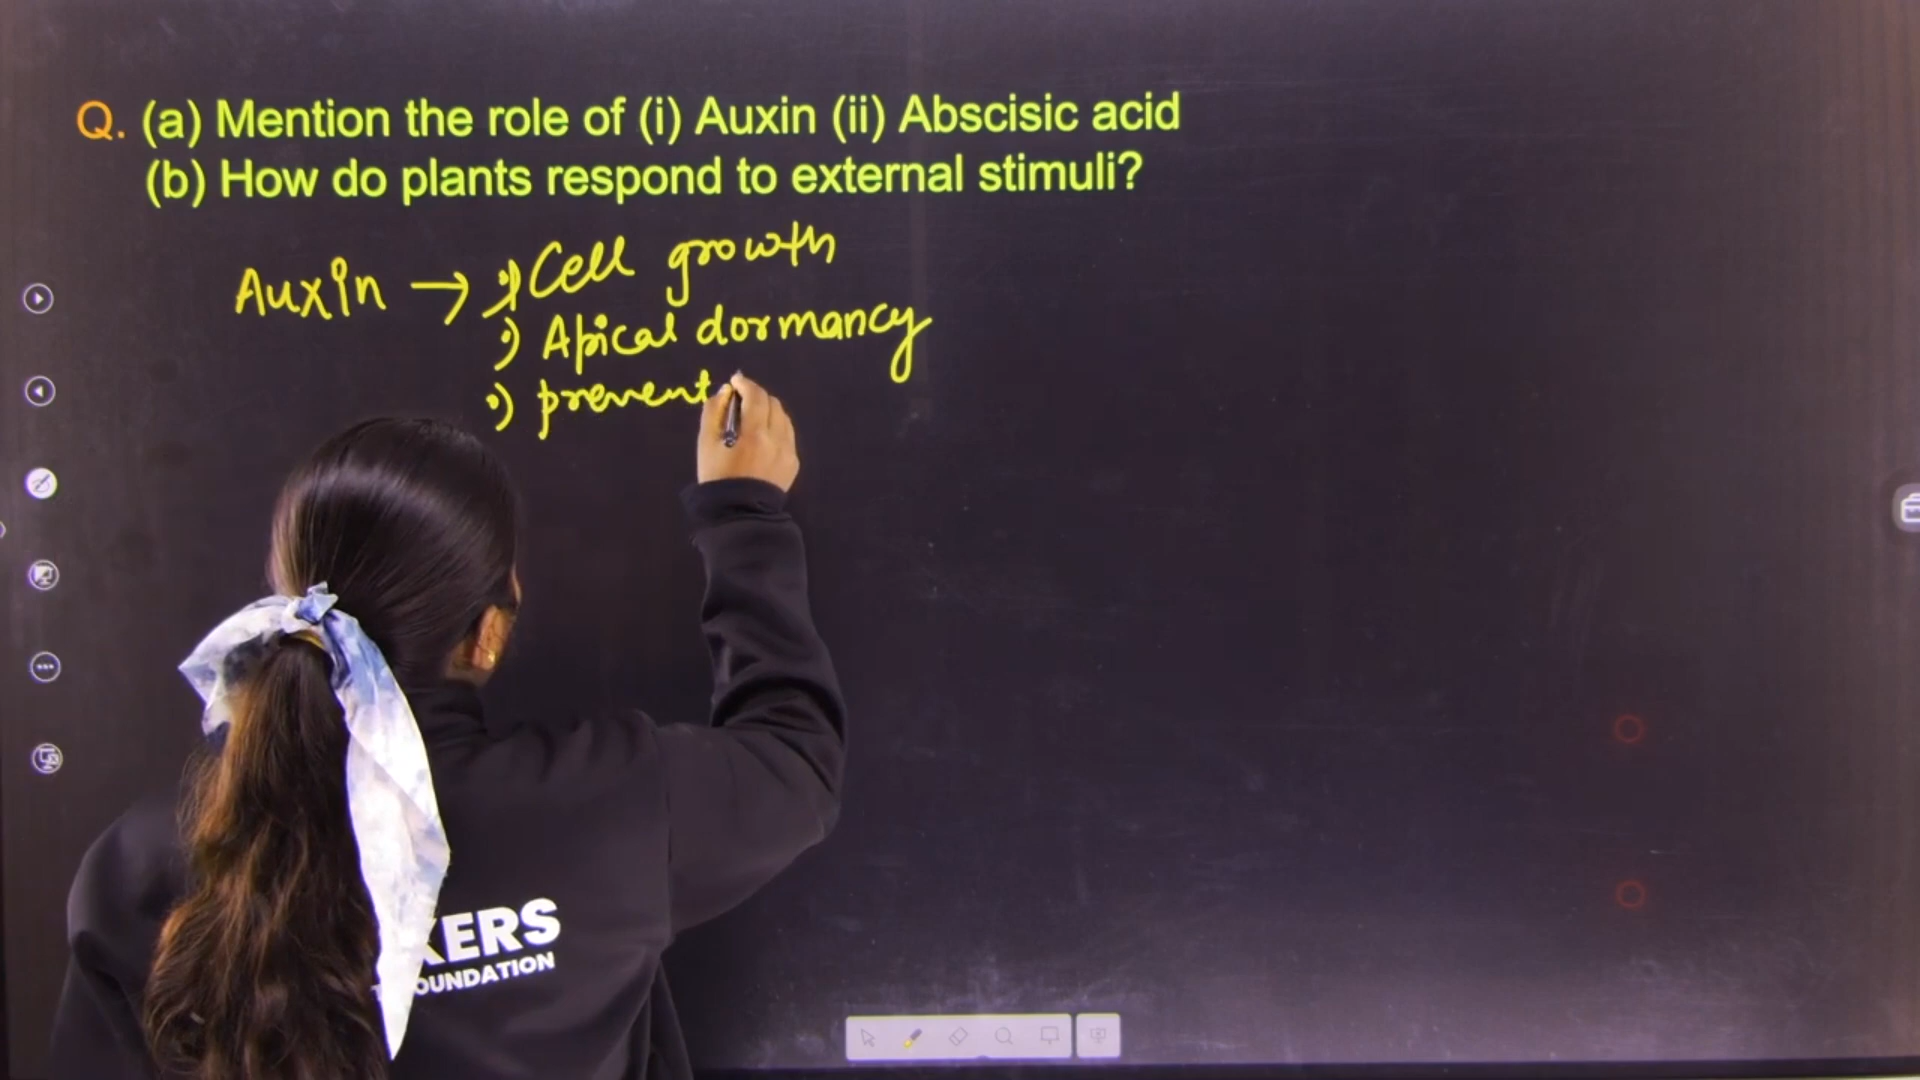 Q. (a) Mention the role of (i) Auxin (ii) Abscisic acid
(b) How do plants respond to external stimuli?
Auxin → •) Cell growth
•) Apical dormancy
•) prevent
KERS
OUNDATION